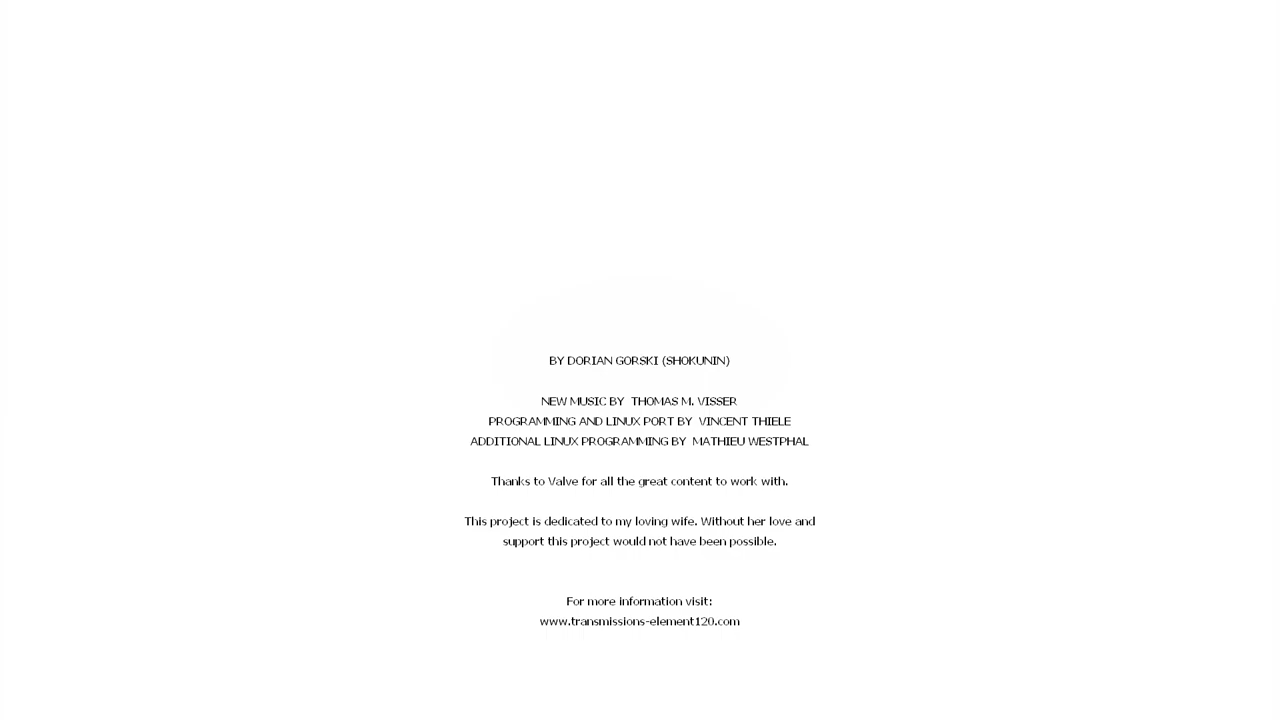 BY DORIAN GORSKI (SHOKUNIN)
NEW MUSIC BY THOMAS M. VISSER
PROGRAMMING AND LINUX PORT BY VINCENT THIELE
ADDITIONAL LINUX PROGRAMMING BY MATHIEU WESTPHAL
Thanks to Valve for all the great content to work with.
This project is dedicated to my loving wife. Without her love and
support this project would not have been possible.
For more information visit:
www.transmissions-element120.com